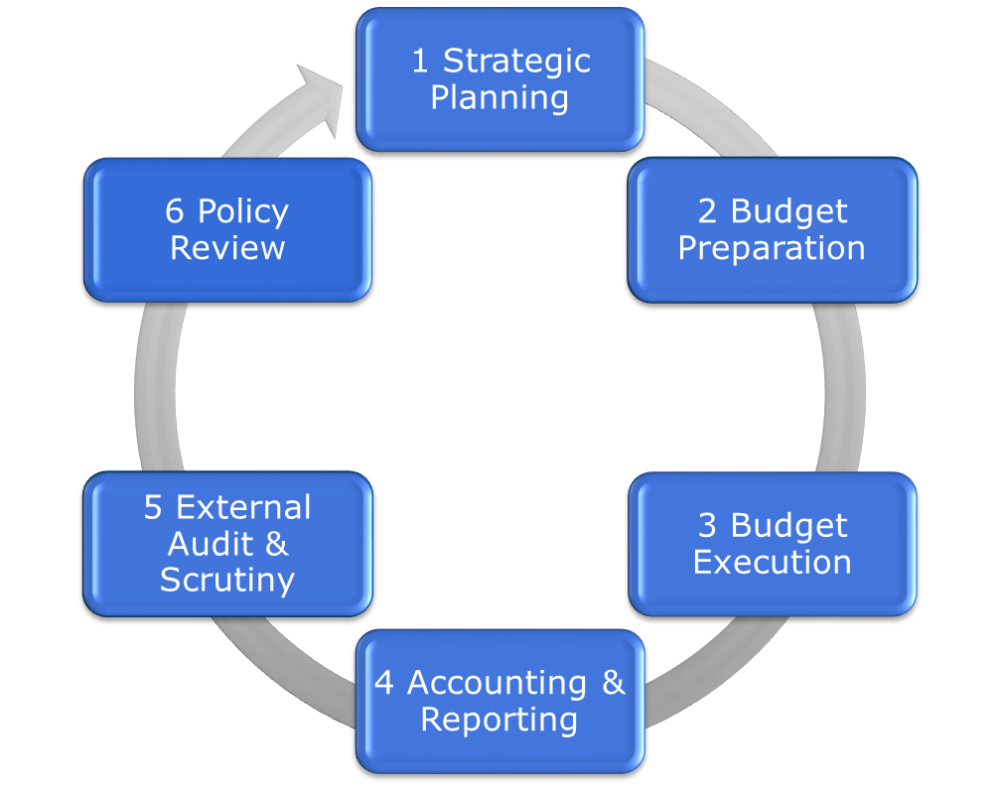 1 Strategic
Planning
2 Budget
Preparation
3 Budget
Execution
4 Accounting &
Reporting
5 External
Audit &
Scrutiny
6 Policy
Review